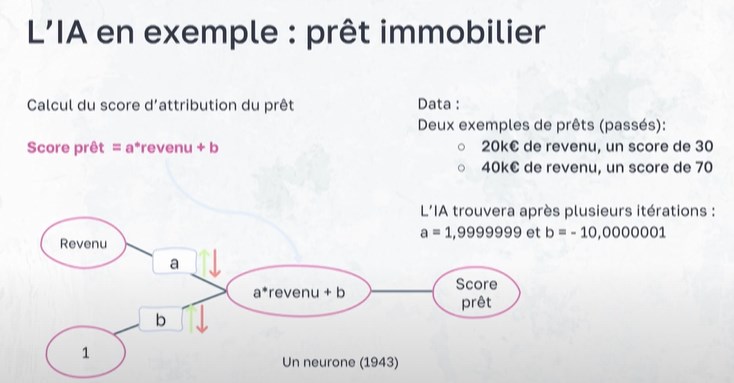 L'IA en exemple : prêt immobilier
Calcul du score d'attribution du prêt
Score prêt = a*revenu + b
Data :
Deux exemples de prêts (passés):
20k€ de revenu, un score de 30
40k€ de revenu, un score de 70
L'IA trouvera après plusieurs itérations :
a = 1,9999999 et b = - 10,0000001
Revenu
a
a*revenu + b
Score
prêt
b
1
Un neurone (1943)